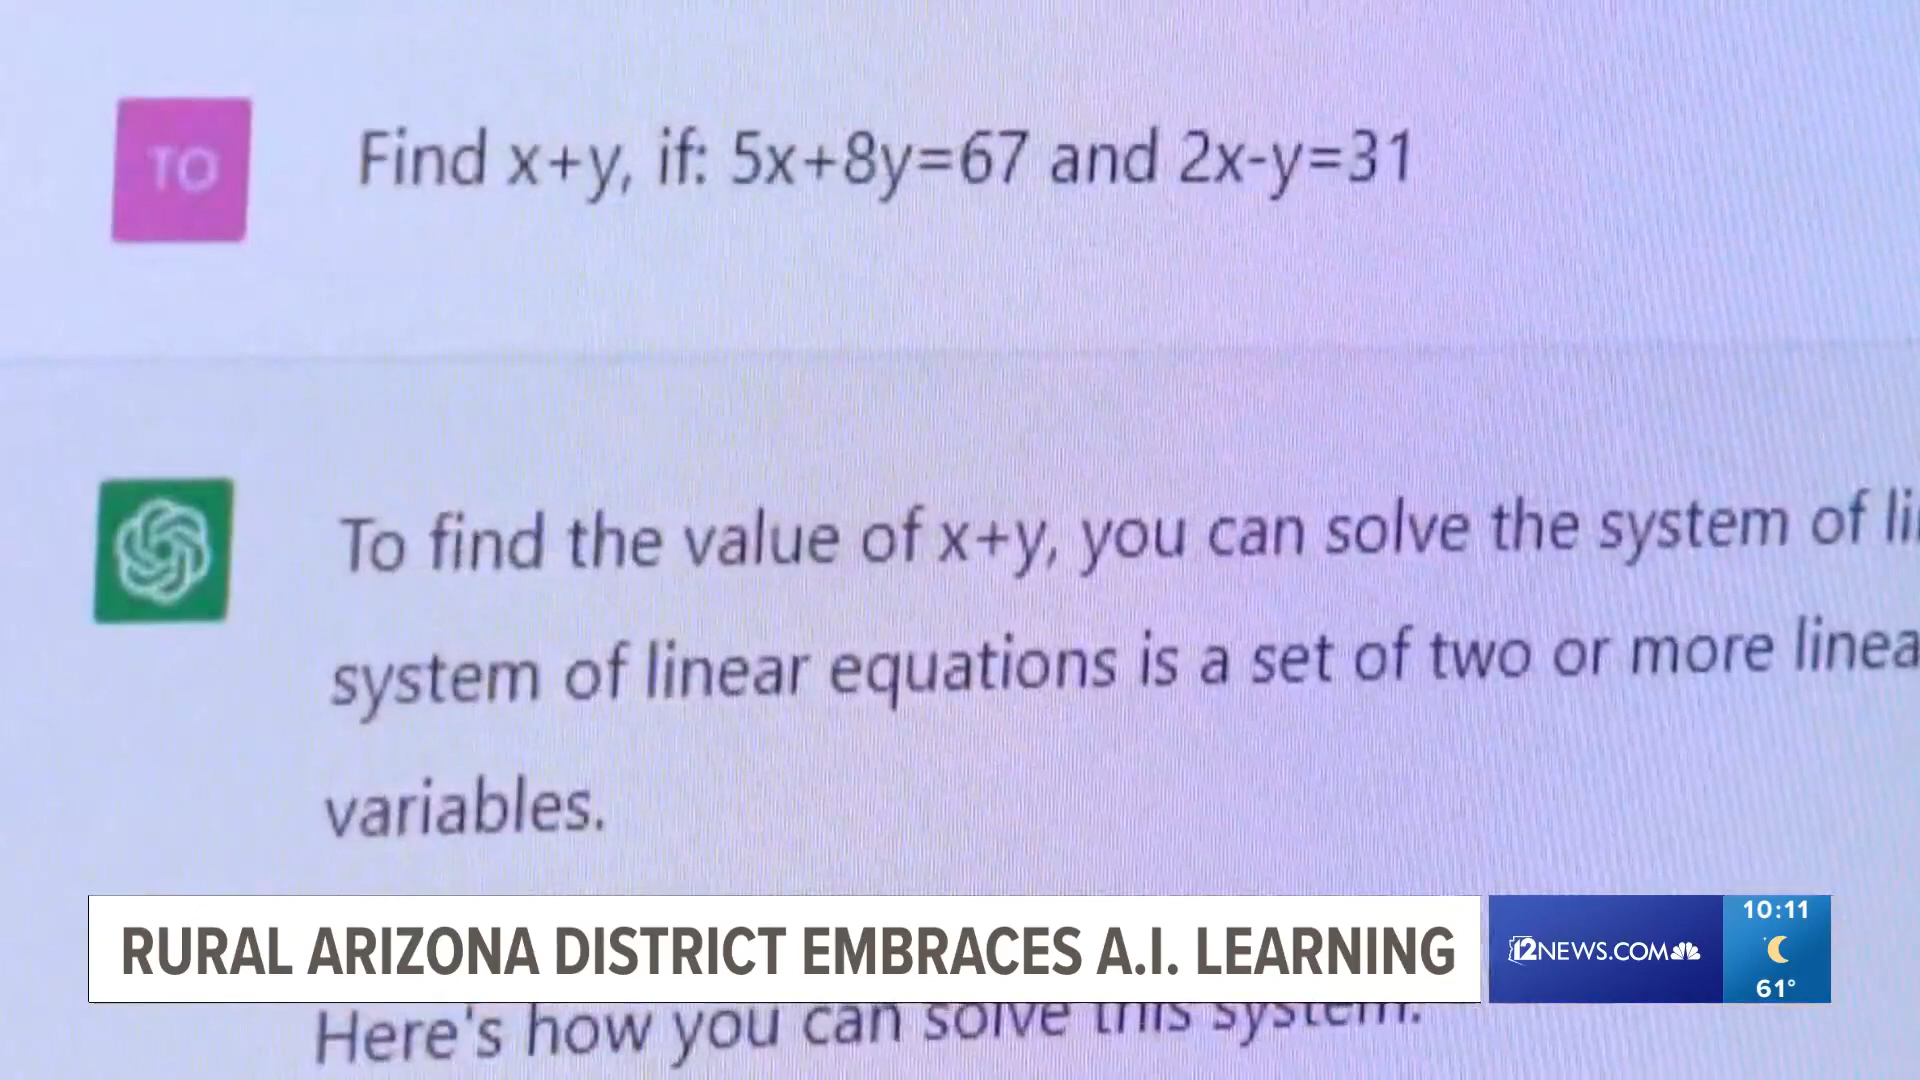 TO
Find x+y, if: 5x+8y=67 and 2x-y=31
To find the value of x+y, you can solve the system of
system of linear equations is a set of two or more
variables.
RURAL ARIZONA DISTRICT EMBRACES A.I. LEARNING
12NEWS.COM
10:11
61°
Here's how you can solve this system: